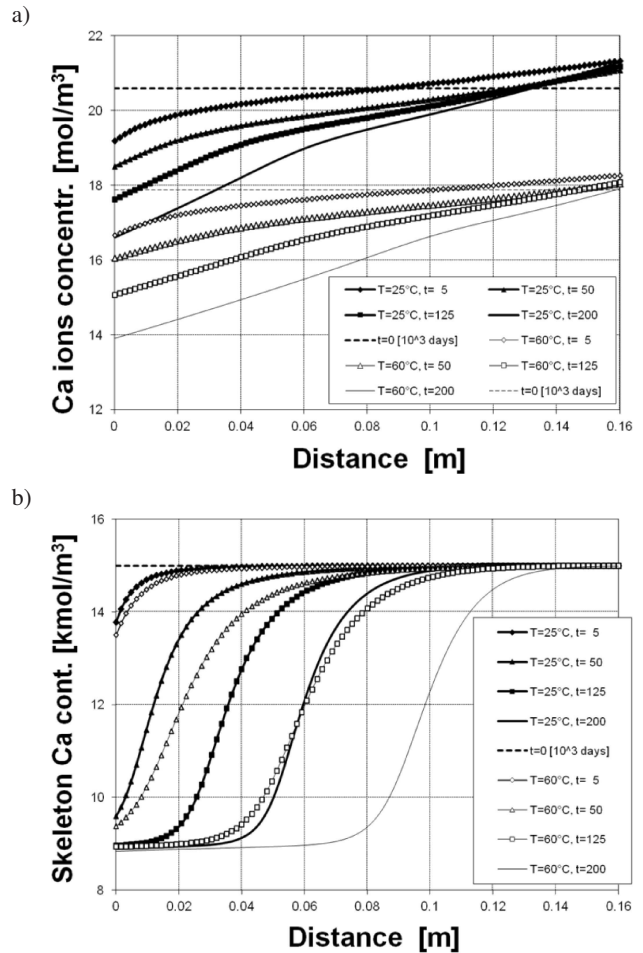 a)
22
20
18
16
14
12
Ca ions concentr. [mol/m³]
T=25°C, t= 5
T=25°C, t= 50
T=25°C, t= 125
T=25°C, t=200
t=0 [10^3 days]
T=60°C, t= 5
T=60°C, t= 50
T=60°C, t= 125
T=60°C, t=200
t=0 [10^3 days]
0 0.02 0.04 0.06 0.08 0.1 0.12 0.14 0.16
Distance [m]
b)
16
14
12
10
8
Skeleton Ca cont. [kmol/m³]
T=25°C, t= 5
T=25°C, t= 50
T=25°C, t= 125
T=25°C, t=200
t=0 [10^3 days]
T=60°C, t= 5
T=60°C, t= 50
T=60°C, t= 125
T=60°C, t=200
0 0.02 0.04 0.06 0.08 0.1 0.12 0.14 0.16
Distance [m]